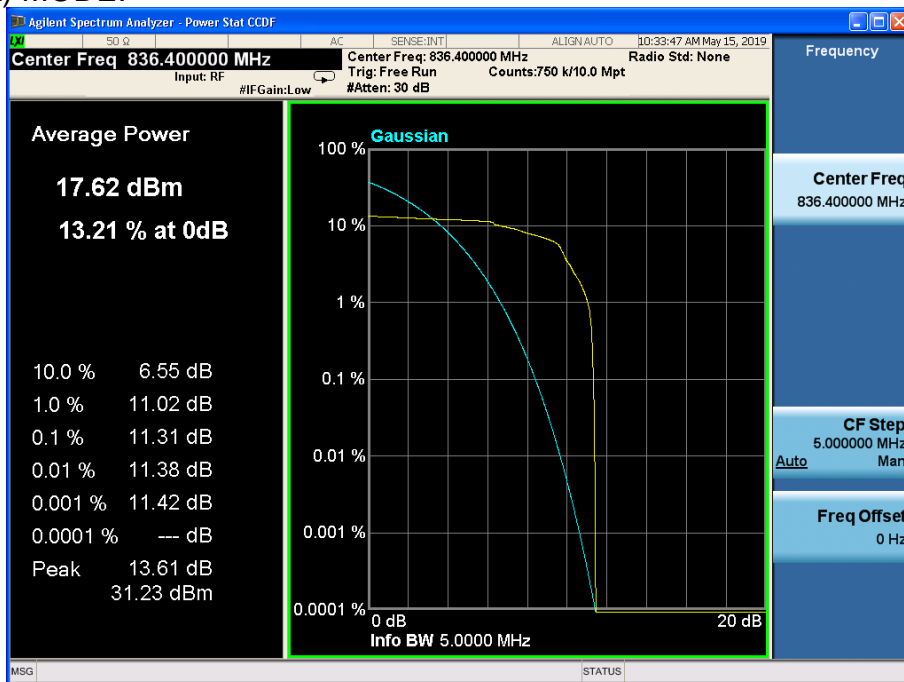 ) MODE:
Agilent Spectrum Analyzer - Power Stat CCDF
LXI 50 Ω AC SENSE:INT ALIGN AUTO 10:33:47 AM May 15, 2019
Center Freq 836.400000 MHz
Input: RF
#IFGain:Low
Center Freq: 836.400000 MHz Radio Std: None
Trig: Free Run Counts:750 k/10.0 Mpt
#Atten: 30 dB
Average Power
17.62 dBm
13.21 % at 0dB
10.0 % 6.55 dB
1.0 % 11.02 dB
0.1 % 11.31 dB
0.01 % 11.38 dB
0.001 % 11.42 dB
0.0001 % --- dB
Peak 13.61 dB
31.23 dBm
Gaussian
100 %
10 %
1 %
0.1 %
0.01 %
0.001 %
0.0001 %
0 dB 20 dB
Info BW 5.0000 MHz
Frequency
Center Freq
836.400000 MHz
CF Step
5.000000 MHz
Auto Man
Freq Offset
0 Hz
MSG STATUS